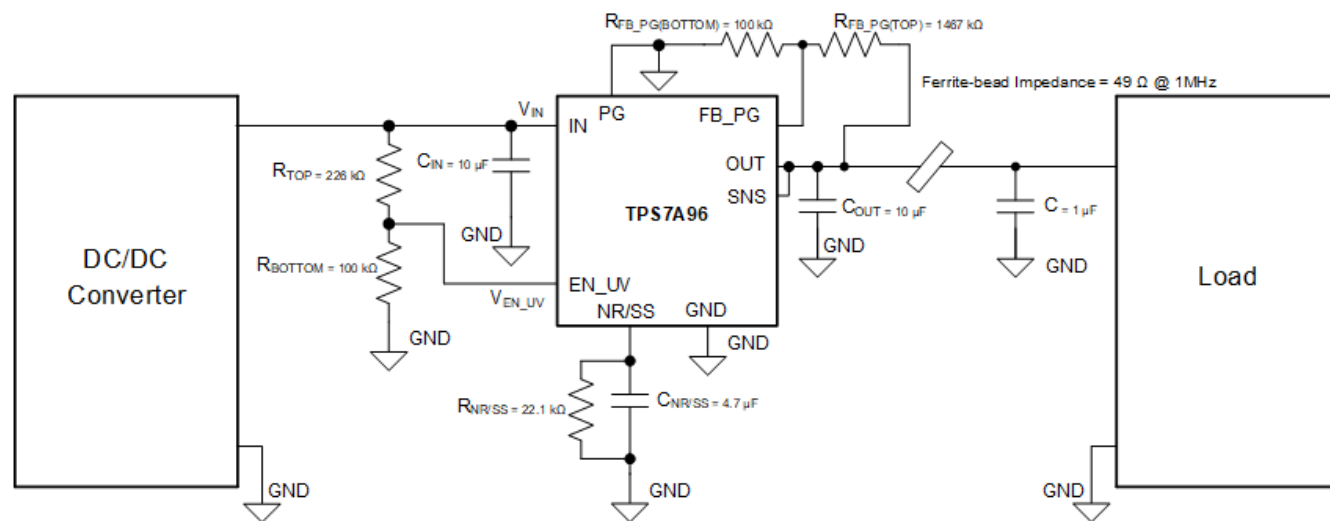 RFB_PG(BOTTOM) = 100 kΩ
RFB_PG(TOP) = 1467 kΩ
Ferrite-bead Impedance = 49 Ω @ 1MHz
VIN
IN
PG
FB_PG
RTOP = 226 kΩ
CIN = 10 µF
OUT
SNS
TPS7A96
COUT = 10 µF
C = 1 µF
GND
GND
GND
DC/DC
Converter
RBOTTOM = 100 kΩ
VEN_UV
EN_UV
NR/SS
GND
Load
GND
GND
RNR/SS = 22.1 kΩ
CNR/SS = 4.7 µF
GND
GND
GND